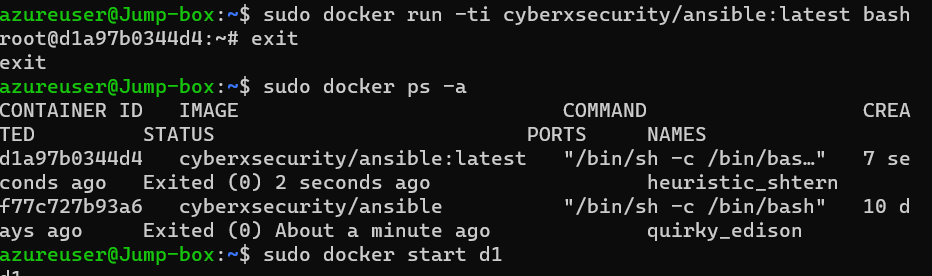 azureuser@Jump-box:~$ sudo docker run -ti cyberxsecurity/ansible:latest bash
root@d1a97b0344d4:~# exit
exit
azureuser@Jump-box:~$ sudo docker ps -a
CONTAINER ID   IMAGE                           COMMAND                  CREA
TED         STATUS                       PORTS     NAMES
d1a97b0344d4   cyberxsecurity/ansible:latest   "/bin/sh -c /bin/bas…"   7 se
conds ago   Exited (0) 2 seconds ago                 heuristic_shtern
f77c727b93a6   cyberxsecurity/ansible          "/bin/sh -c /bin/bash"   10 d
ays ago     Exited (0) About a minute ago            quirky_edison
azureuser@Jump-box:~$ sudo docker start d1
d1